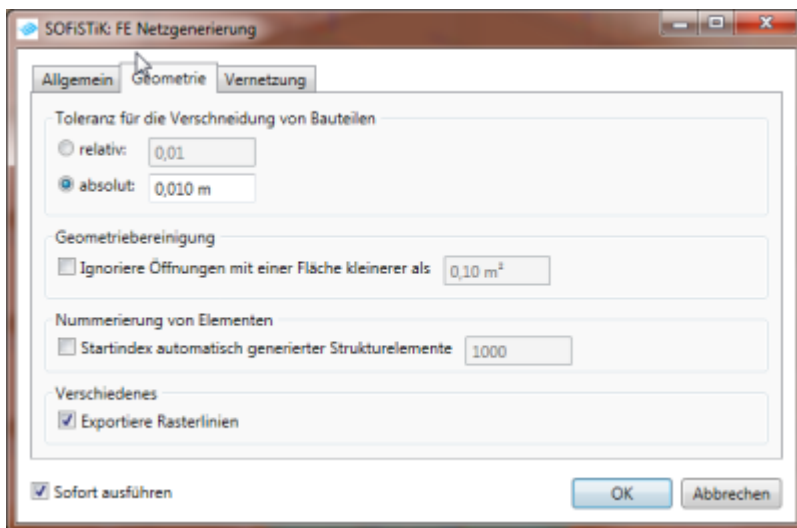 SOFiSTiK: FE Netzgenerierung
Allgemein Geometrie Vernetzung
Toleranz für die Verschneidung von Bauteilen
relativ: 0,01
absolut: 0,010 m
Geometriebereinigung
Ignoriere Öffnungen mit einer Fläche kleinerer als 0,10 m²
Nummerierung von Elementen
Startindex automatisch generierter Strukturelemente 1000
Verschiedenes
Exportiere Rasterlinien
Sofort ausführen OK Abbrechen